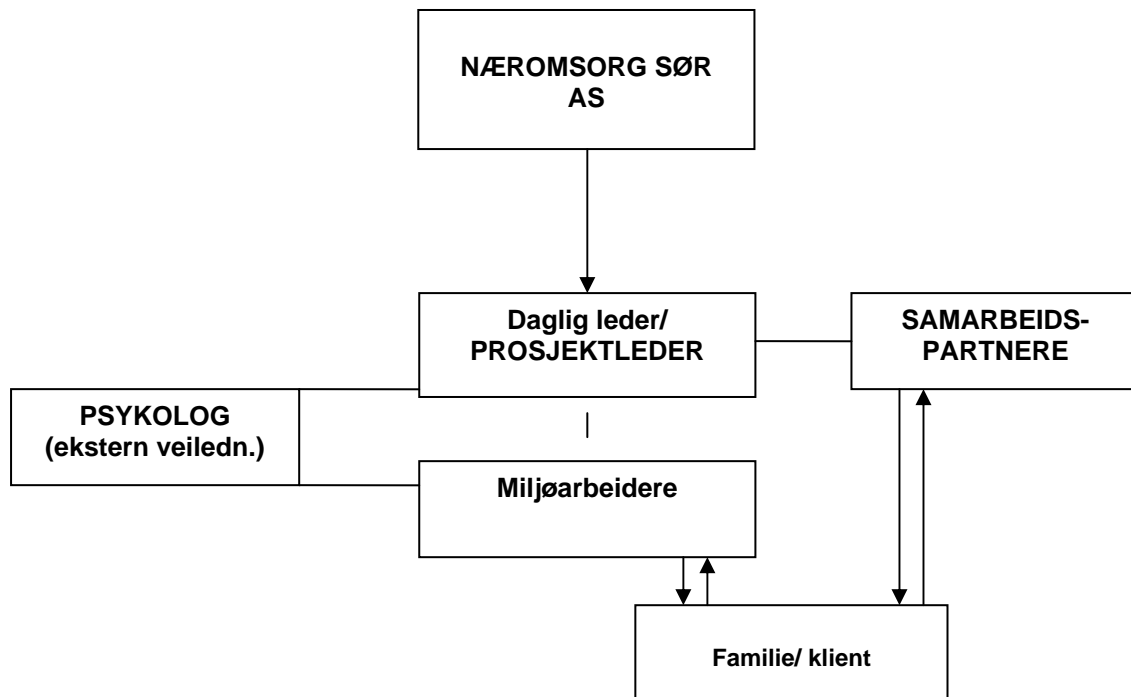 NÆROMSORG SØR
AS
Daglig leder/
PROSJEKTLEDER
SAMARBEIDS-
PARTNERE
PSYKOLOG
(ekstern veiledn.)
Miljøarbeidere
Familie/ klient